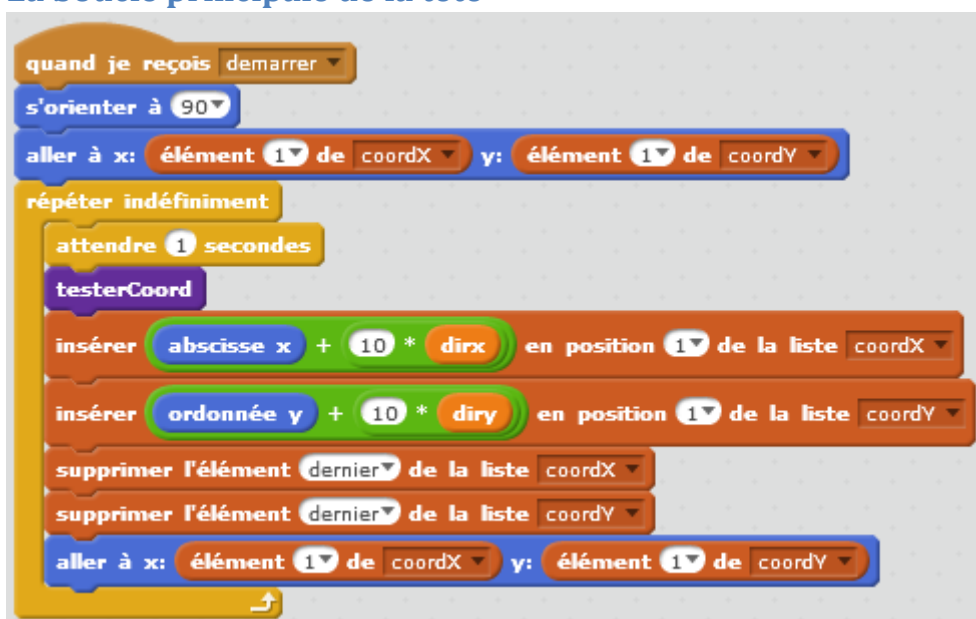 La boucle principale de la tête
quand je reçois demarrer
s'orienter à 90
aller à x: élément 1 de coordX y: élément 1 de coordY
répéter indéfiniment
attendre 1 secondes
testerCoord
insérer abscisse x + 10 * dirx en position 1 de la liste coordX
insérer ordonnée y + 10 * diry en position 1 de la liste coordY
supprimer l'élément dernier de la liste coordX
supprimer l'élément dernier de la liste coordY
aller à x: élément 1 de coordX y: élément 1 de coordY